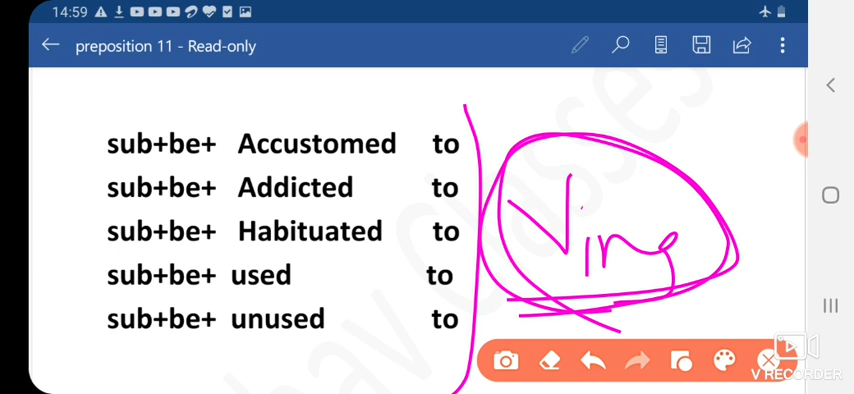 14:59
preposition 11 - Read-only
sub+be+ Accustomed to
sub+be+ Addicted to
sub+be+ Habituated to
sub+be+ used to
sub+be+ unused to
Ving
V RECORDER